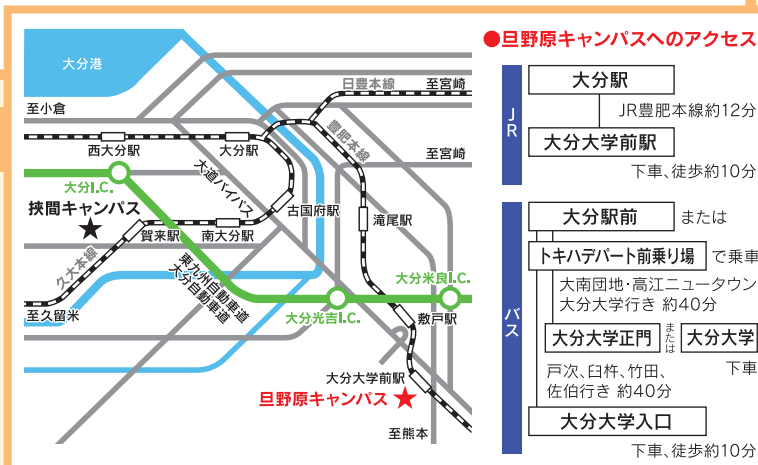 大分港
至小倉
西大分駅
大分駅
日豊本線
至宮崎
豊肥本線
至宮崎
大分I.C.
大道バイパス
挾間キャンパス
賀来駅
南大分駅
古国府駅
滝尾駅
久大本線
東九州自動車道
大分自動車道
至久留米
大分光吉I.C.
大分米良I.C.
敷戸駅
大分大学前駅
旦野原キャンパス
至熊本
●旦野原キャンパスへのアクセス
JR
大分駅
JR豊肥本線約12分
大分大学前駅
下車、徒歩約10分
バス
大分駅前 または
トキハデパート前乗り場 で乗車
大南団地・高江ニュータウン
大分大学行き 約40分
大分大学正門 または 大分大学
下車
戸次、臼杵、竹田、
佐伯行き 約40分
大分大学入口
下車、徒歩約10分